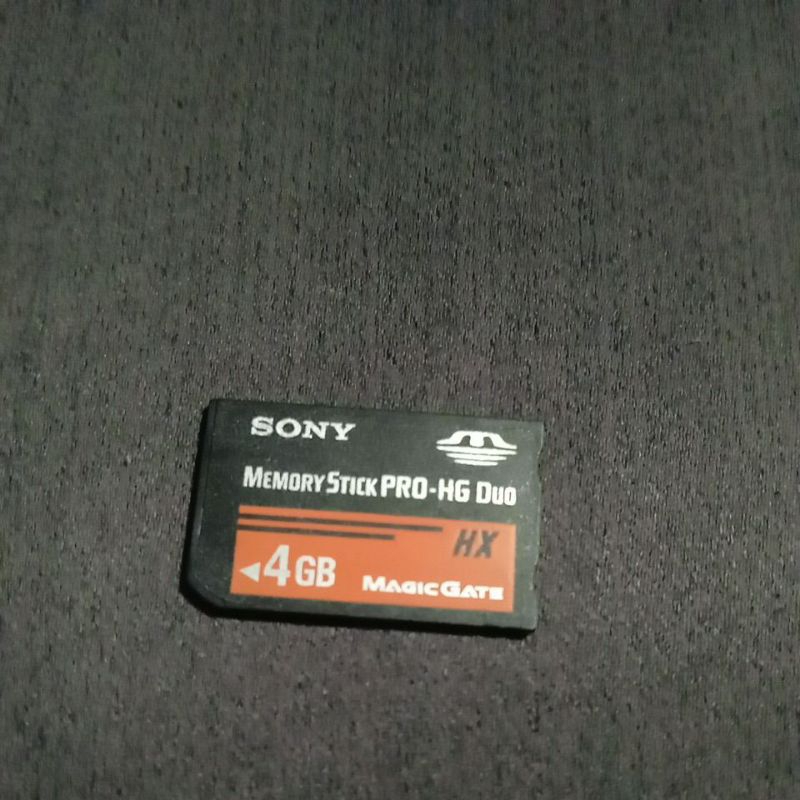 SONY
MEMORY STICK PRO-HG DUO
HX
4GB
MAGICGATE